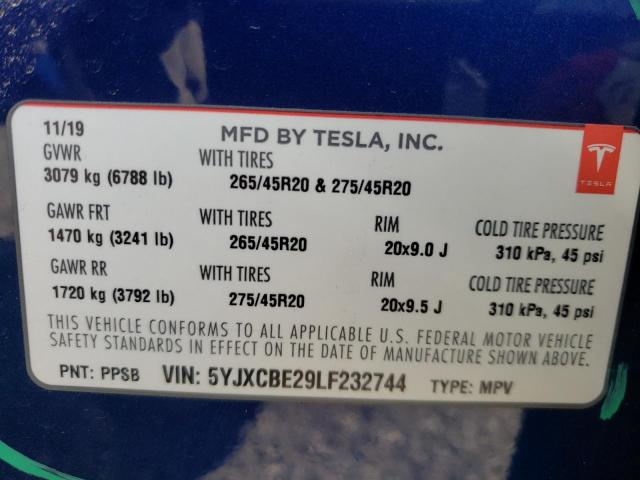 11/19 MFD BY TESLA, INC.
TESLA
GVWR WITH TIRES
3079 kg (6788 lb) 265/45R20 & 275/45R20
GAWR FRT WITH TIRES RIM COLD TIRE PRESSURE
1470 kg (3241 lb) 265/45R20 20x9.0 J 310 kPa, 45 psi
GAWR RR WITH TIRES RIM COLD TIRE PRESSURE
1720 kg (3792 lb) 275/45R20 20x9.5 J 310 kPa, 45 psi
THIS VEHICLE CONFORMS TO ALL APPLICABLE U.S. FEDERAL MOTOR VEHICLE
SAFETY STANDARDS IN EFFECT ON THE DATE OF MANUFACTURE SHOWN ABOVE.
PNT: PPSB VIN: 5YJXCBE29LF232744 TYPE: MPV